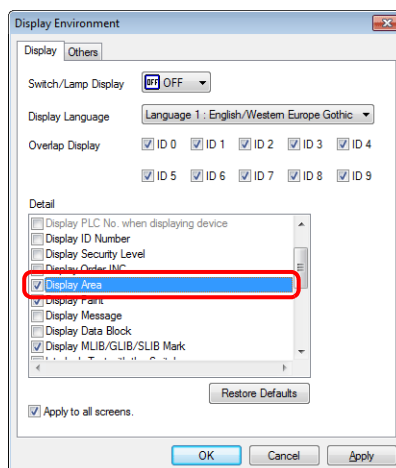 Display Environment
Display Others
Switch/Lamp Display OFF OFF
Display Language Language 1 : English/Western Europe Gothic
Overlap Display ID 0 ID 1 ID 2 ID 3 ID 4
ID 5 ID 6 ID 7 ID 8 ID 9
Detail
Display PLC No. when displaying device
Display ID Number
Display Security Level
Display Order INC
Display Area
Display Paint
Display Message
Display Data Block
Display MLIB/GLIB/SLIB Mark
Restore Defaults
Apply to all screens.
OK Cancel Apply